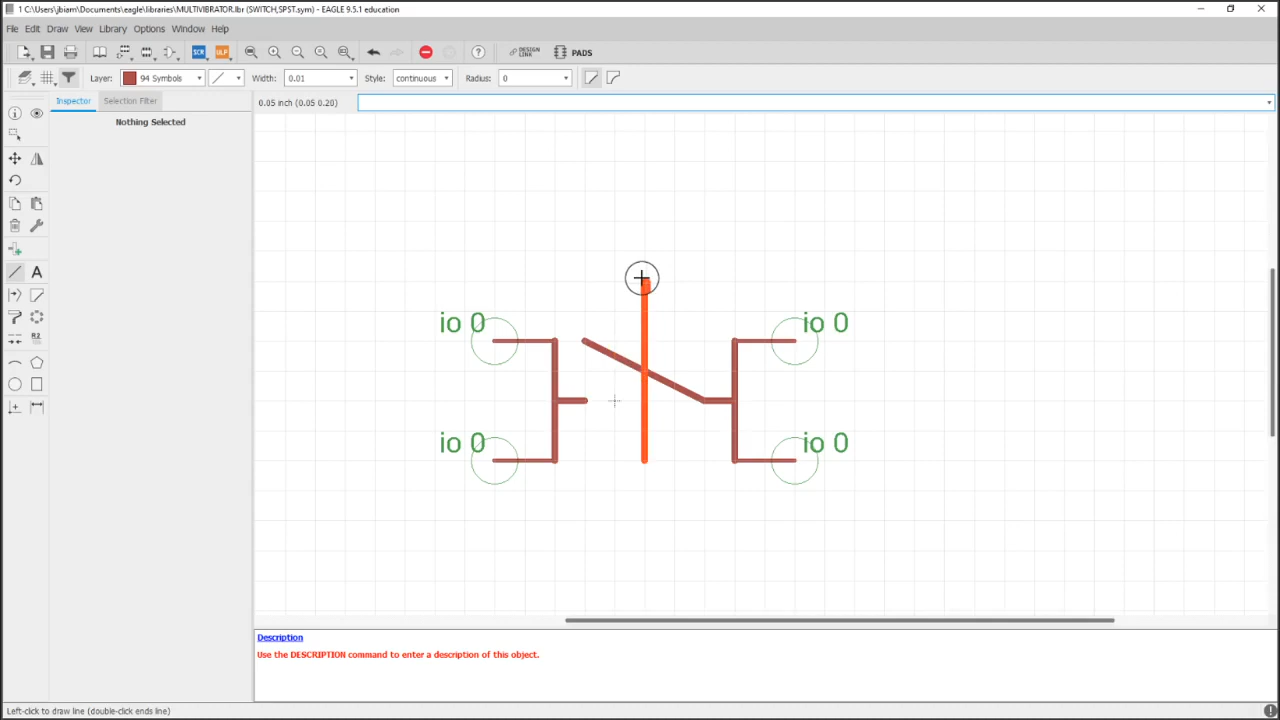 1 C:\Users\jbiam\Documents\eagle\libraries\MULTIVIBRATOR.lbr (SWITCH,SPST.sym) - EAGLE 9.5.1 education
File Edit Draw View Library Options Window Help
SCR ULP ? DESIGN LINK PADS
Layer: 94 Symbols Width: 0.01 Style: continuous Radius: 0
Inspector Selection Filter 0.05 inch (0.05 0.20)
Nothing Selected
A
R2
10k
io 0 io 0
io 0 io 0
Description
Use the DESCRIPTION command to enter a description of this object.
Left-click to draw line (double-click ends line)